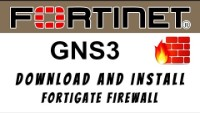 FORTINET®
GNS3
DOWNLOAD AND INSTALL
FORTIGATE FIREWALL